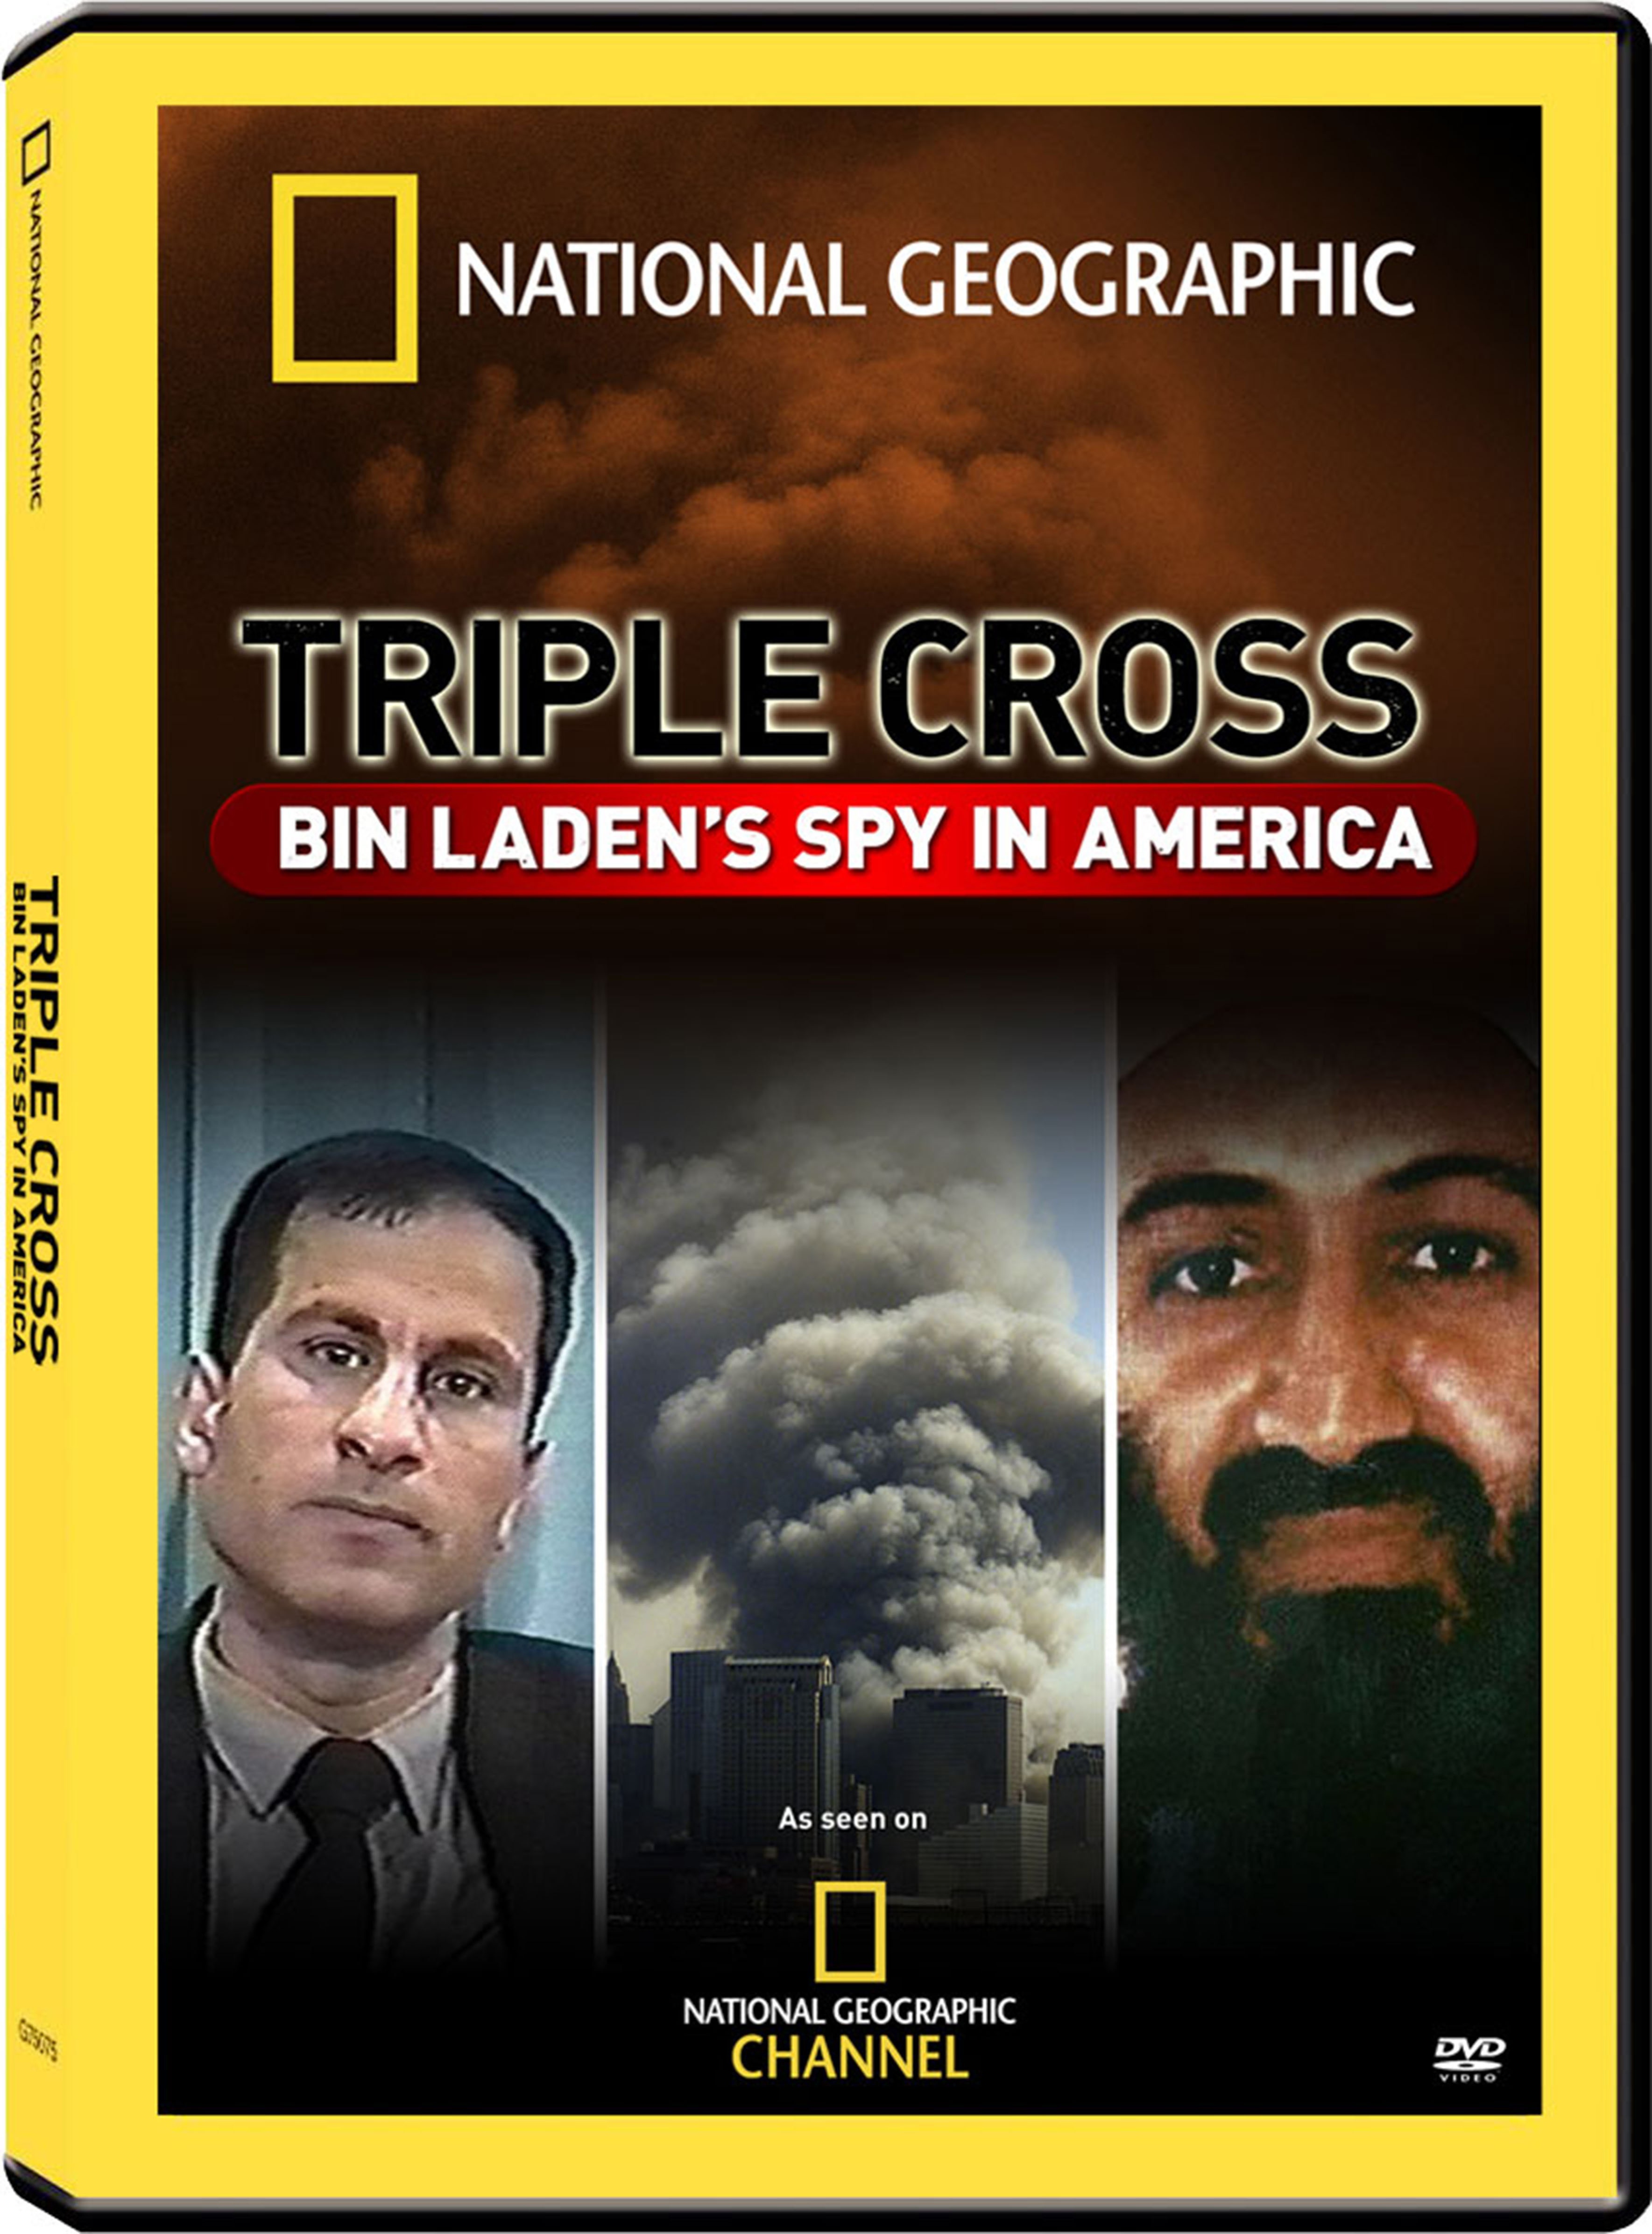 NATIONAL GEOGRAPHIC
TRIPLE CROSS
BIN LADEN'S SPY IN AMERICA
As seen on
NATIONAL GEOGRAPHIC
CHANNEL
DVD
VIDEO
NATIONAL GEOGRAPHIC
TRIPLE CROSS
BIN LADEN'S SPY IN AMERICA